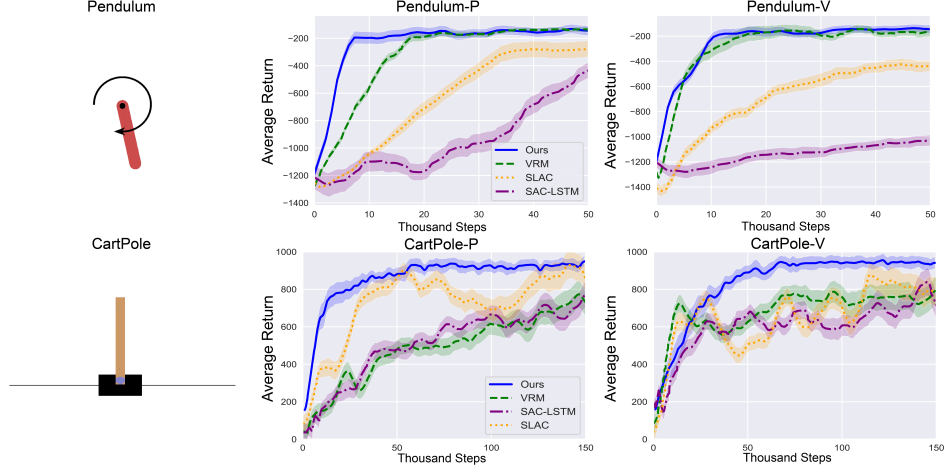 Pendulum
Pendulum-P
Pendulum-V
Average Return
−200
−400
−600
−800
−1000
−1200
−1400
0
10
20
30
40
50
Thousand Steps
Ours
VRM
SLAC
SAC-LSTM
Average Return
−200
−400
−600
−800
−1000
−1200
−1400
0
10
20
30
40
50
Thousand Steps
CartPole
CartPole-P
CartPole-V
Average Return
1000
800
600
400
200
0
0
50
100
150
Thousand Steps
Ours
VRM
SAC-LSTM
SLAC
Average Return
1000
800
600
400
200
0
0
50
100
150
Thousand Steps